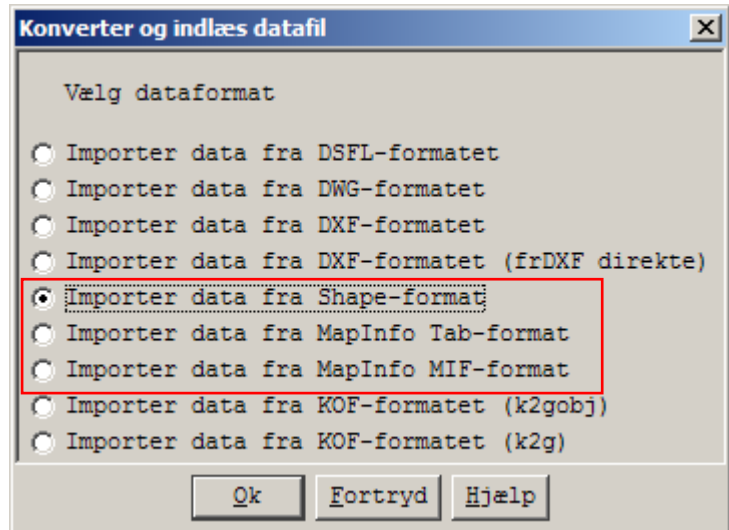 Konverter og indlæs datafil
Vælg dataformat
Importer data fra DSFL-formatet
Importer data fra DWG-formatet
Importer data fra DXF-formatet
Importer data fra DXF-formatet (frDXF direkte)
Importer data fra Shape-format
Importer data fra MapInfo Tab-format
Importer data fra MapInfo MIF-format
Importer data fra KOF-formatet (k2gobj)
Importer data fra KOF-formatet (k2g)
Ok Fortryd Hjælp